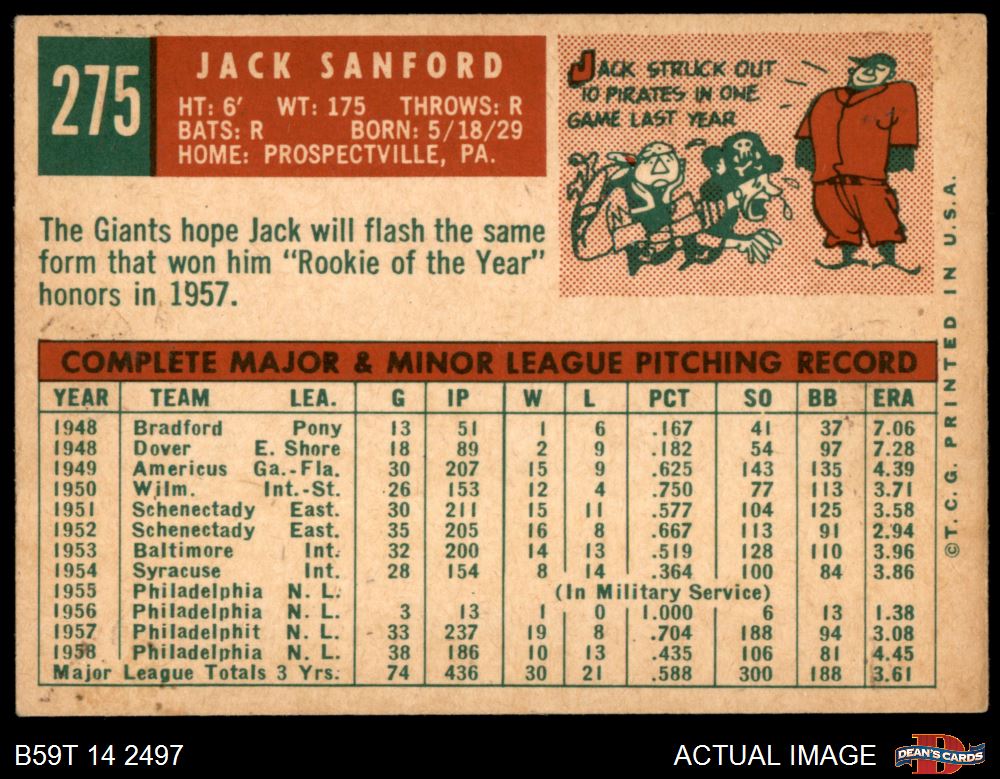 275
JACK SANFORD
HT: 6' WT: 175 THROWS: R
BATS: R BORN: 5/18/29
HOME: PROSPECTVILLE, PA.
JACK STRUCK OUT
10 PIRATES IN ONE
GAME LAST YEAR
The Giants hope Jack will flash the same
form that won him "Rookie of the Year"
honors in 1957.
COMPLETE MAJOR & MINOR LEAGUE PITCHING RECORD
YEAR TEAM LEA. G IP W L PCT SO BB ERA
1948 Bradford Pony 13 51 1 6 .167 41 37 7.06
1948 Dover E. Shore 18 89 2 9 .182 54 97 7.28
1949 Americus Ga.-Fla. 30 207 15 9 .625 143 135 4.39
1950 Wilm. Int.-St. 26 153 12 4 .750 77 113 3.71
1951 Schenectady East. 30 211 15 11 .577 104 125 3.58
1952 Schenectady East. 35 205 16 8 .667 113 91 2.94
1953 Baltimore Int. 32 200 14 13 .519 128 110 3.96
1954 Syracuse Int. 28 154 8 14 .364 100 84 3.86
1955 Philadelphia N. L. (In Military Service)
1956 Philadelphia N. L. 3 13 1 0 1.000 6 13 1.38
1957 Philadelphit N. L. 33 237 19 8 .704 188 94 3.08
1958 Philadelphia N. L. 38 186 10 13 .435 106 81 4.45
Major League Totals 3 Yrs. 74 436 30 21 .588 300 188 3.61
©T.C.G. PRINTED IN U.S.A.
B59T 14 2497
ACTUAL IMAGE
DEAN'S CARDS